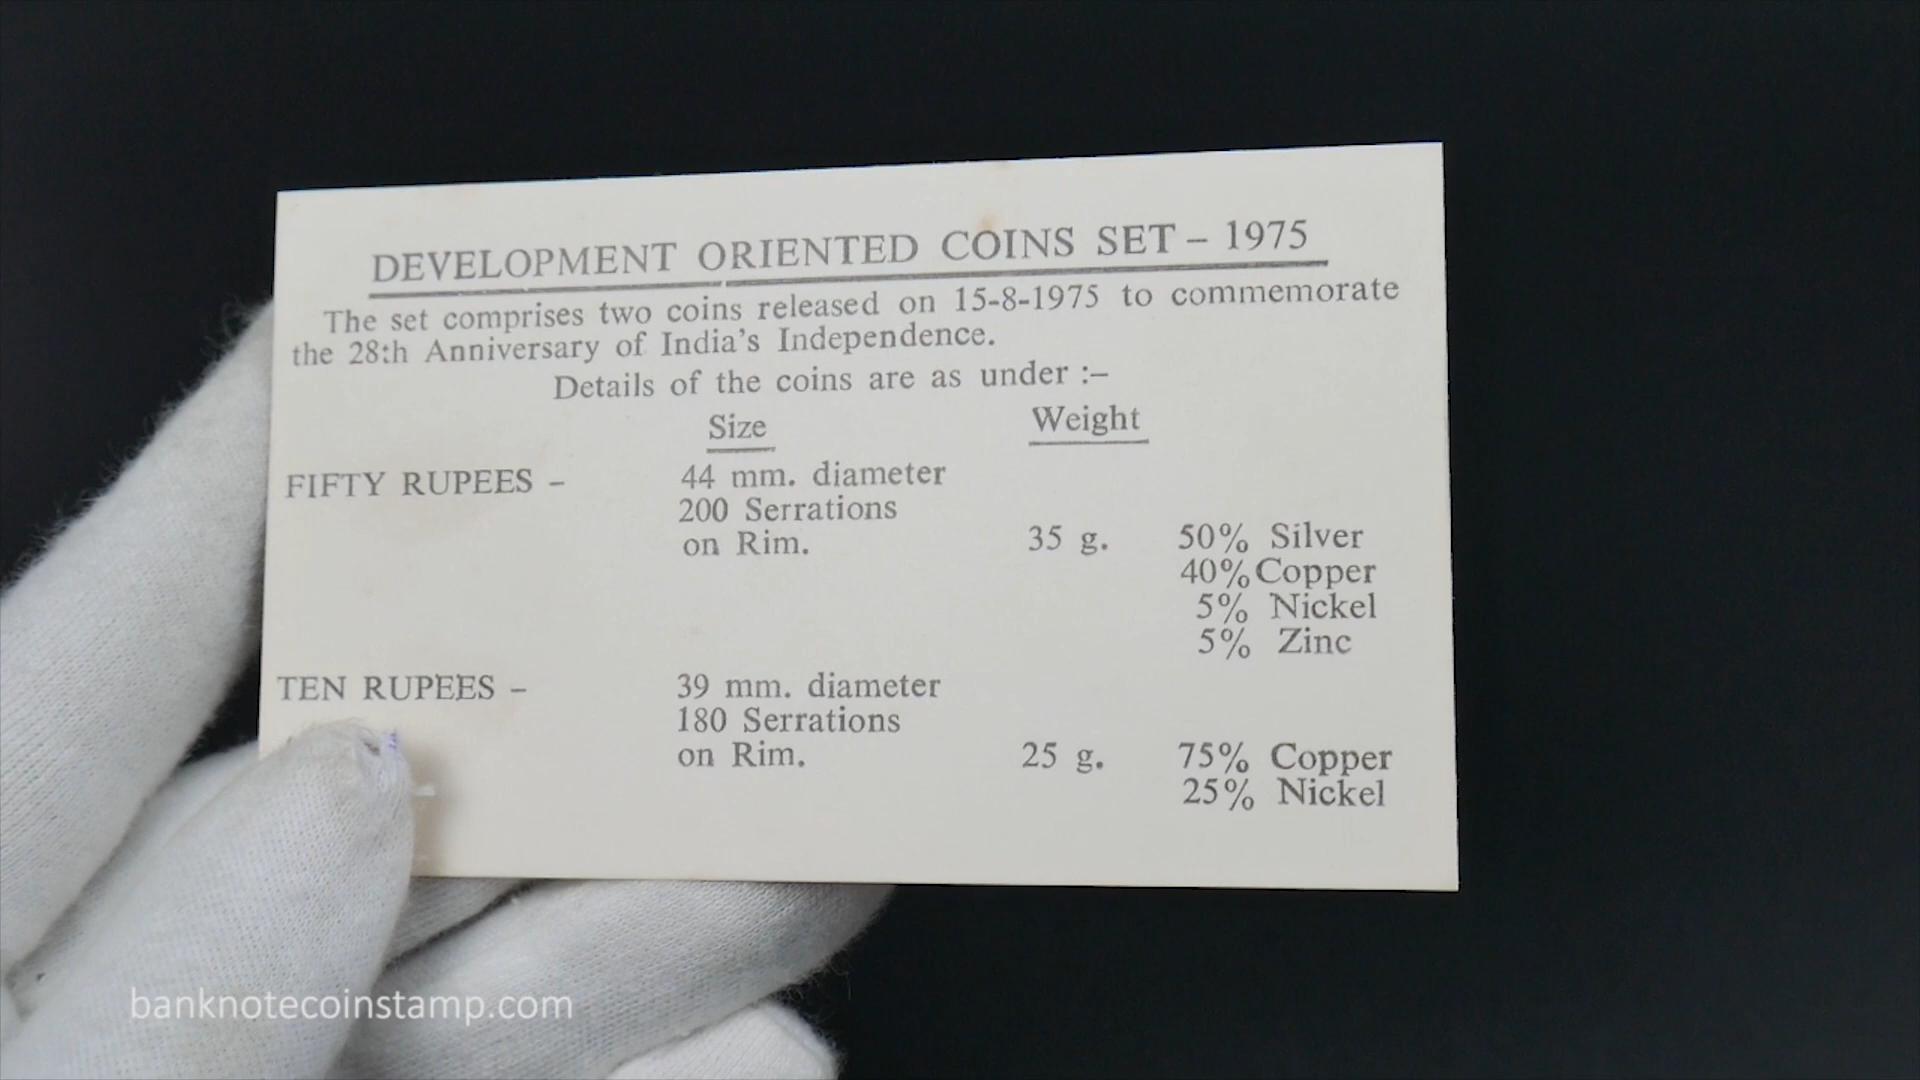 DEVELOPMENT ORIENTED COINS SET – 1975
The set comprises two coins released on 15-8-1975 to commemorate
the 28th Anniversary of India's Independence.
Details of the coins are as under :–
Size Weight
FIFTY RUPEES – 44 mm. diameter
200 Serrations
on Rim. 35 g. 50% Silver
40% Copper
5% Nickel
5% Zinc
TEN RUPEES – 39 mm. diameter
180 Serrations
on Rim. 25 g. 75% Copper
25% Nickel
banknotecoinstamp.com